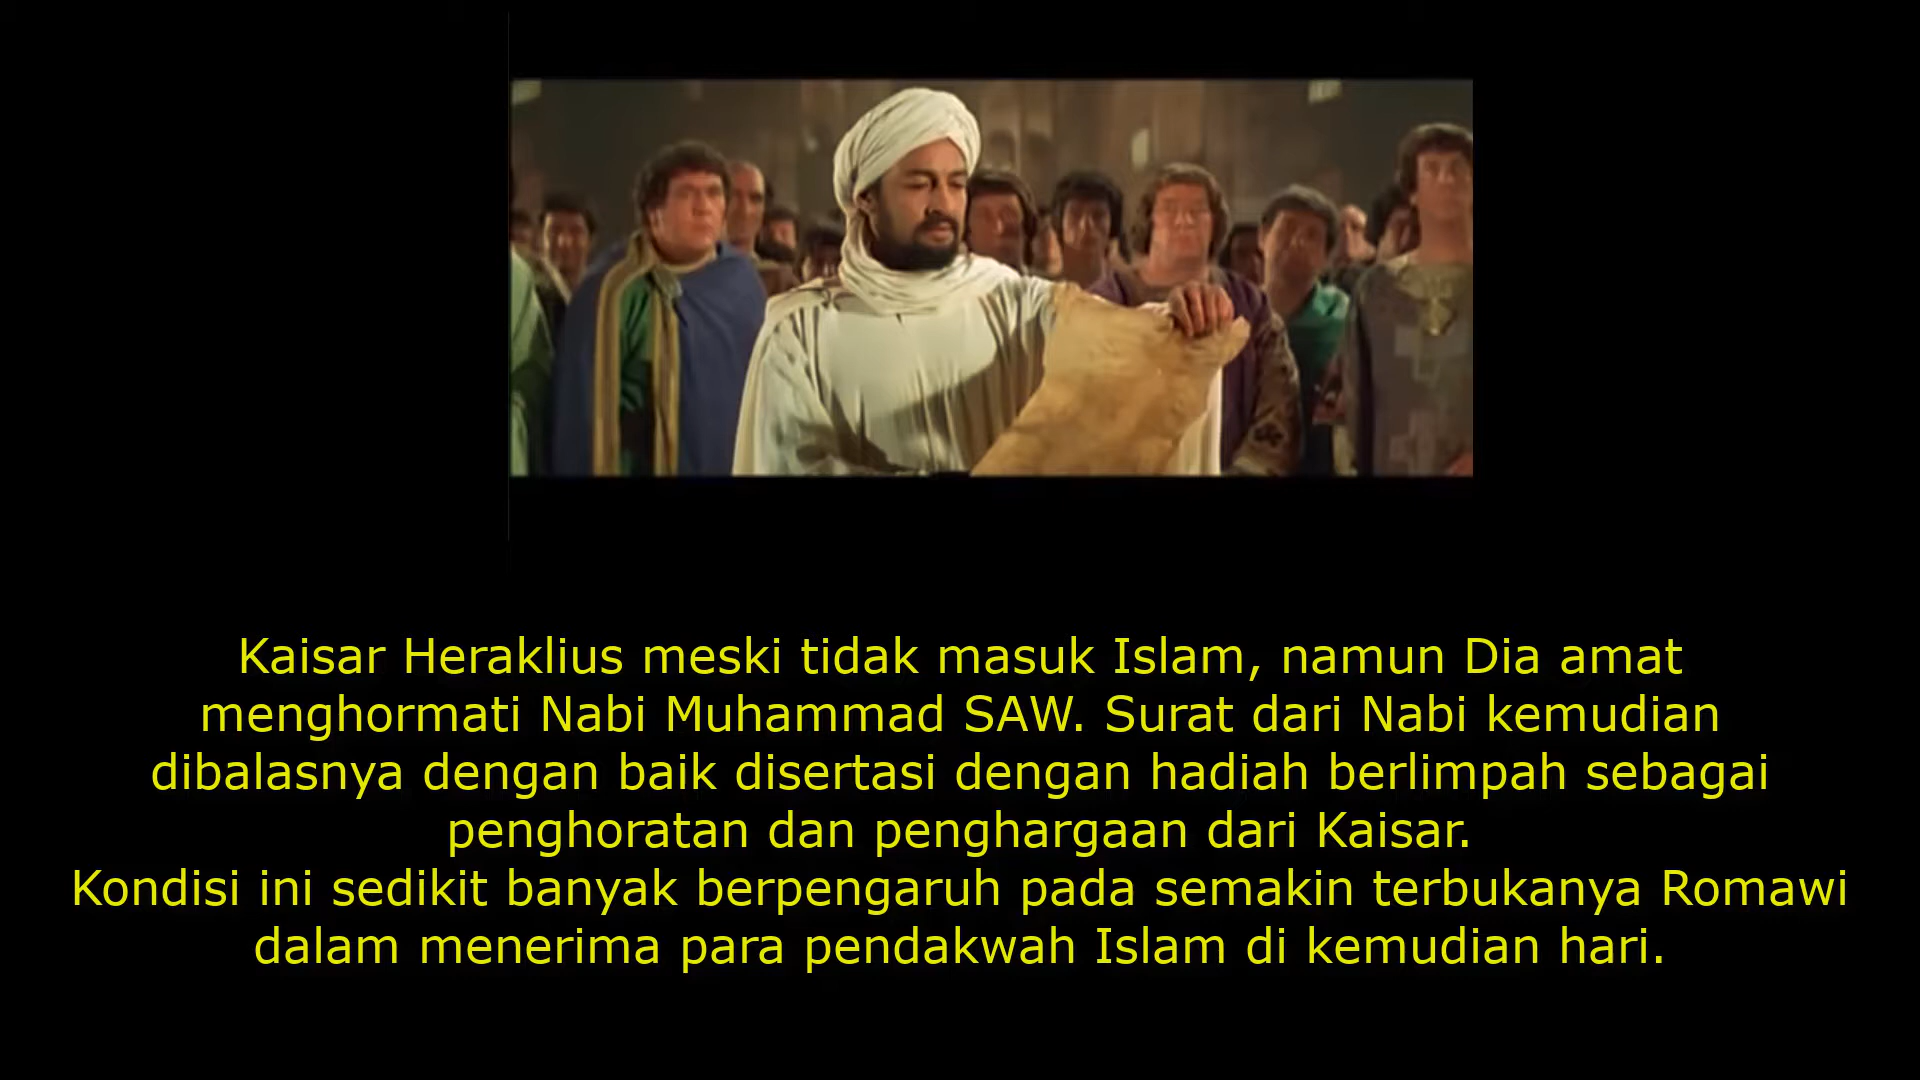 Kaisar Heraklius meski tidak masuk Islam, namun Dia amat
menghormati Nabi Muhammad SAW. Surat dari Nabi kemudian
dibalasnya dengan baik disertasi dengan hadiah berlimpah sebagai
penghoratan dan penghargaan dari Kaisar.
Kondisi ini sedikit banyak berpengaruh pada semakin terbukanya Romawi
dalam menerima para pendakwah Islam di kemudian hari.